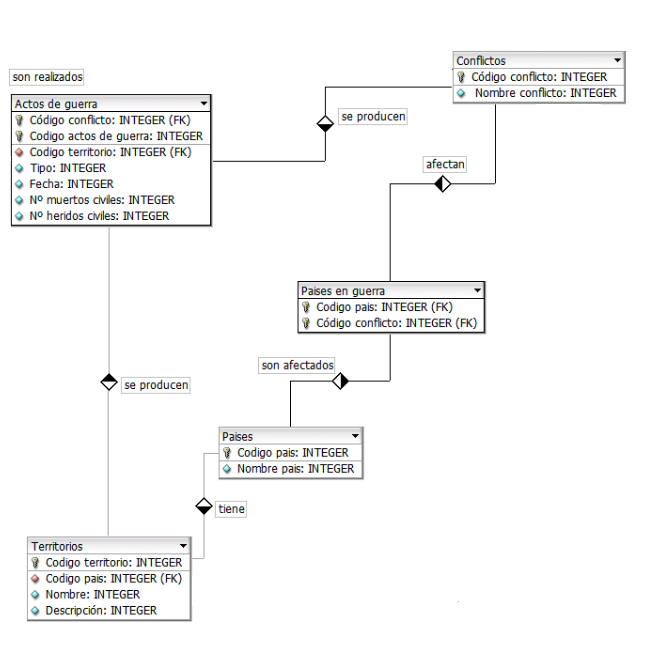 son realizados
Actos de guerra
Código conflicto: INTEGER (FK)
Codigo actos de guerra: INTEGER
Codigo territorio: INTEGER (FK)
Tipo: INTEGER
Fecha: INTEGER
Nº muertos civiles: INTEGER
Nº heridos civiles: INTEGER
se producen
Conflictos
Código conflicto: INTEGER
Nombre conflicto: INTEGER
afectan
Paises en guerra
Codigo pais: INTEGER (FK)
Código conflicto: INTEGER (FK)
son afectados
se producen
Paises
Codigo pais: INTEGER
Nombre pais: INTEGER
tiene
Territorios
Codigo territorio: INTEGER
Codigo pais: INTEGER (FK)
Nombre: INTEGER
Descripción: INTEGER